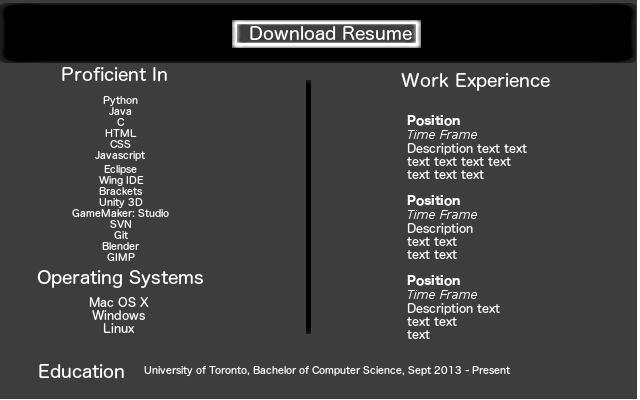 Download Resume
Proficient In
Python
Java
C
HTML
CSS
Javascript
Eclipse
Wing IDE
Brackets
Unity 3D
GameMaker: Studio
SVN
Git
Blender
GIMP
Operating Systems
Mac OS X
Windows
Linux
Work Experience
Position
Time Frame
Description text text
text text text text
text text text
Position
Time Frame
Description
text text
text text
Position
Time Frame
Description text
text text
text
Education
University of Toronto, Bachelor of Computer Science, Sept 2013 - Present